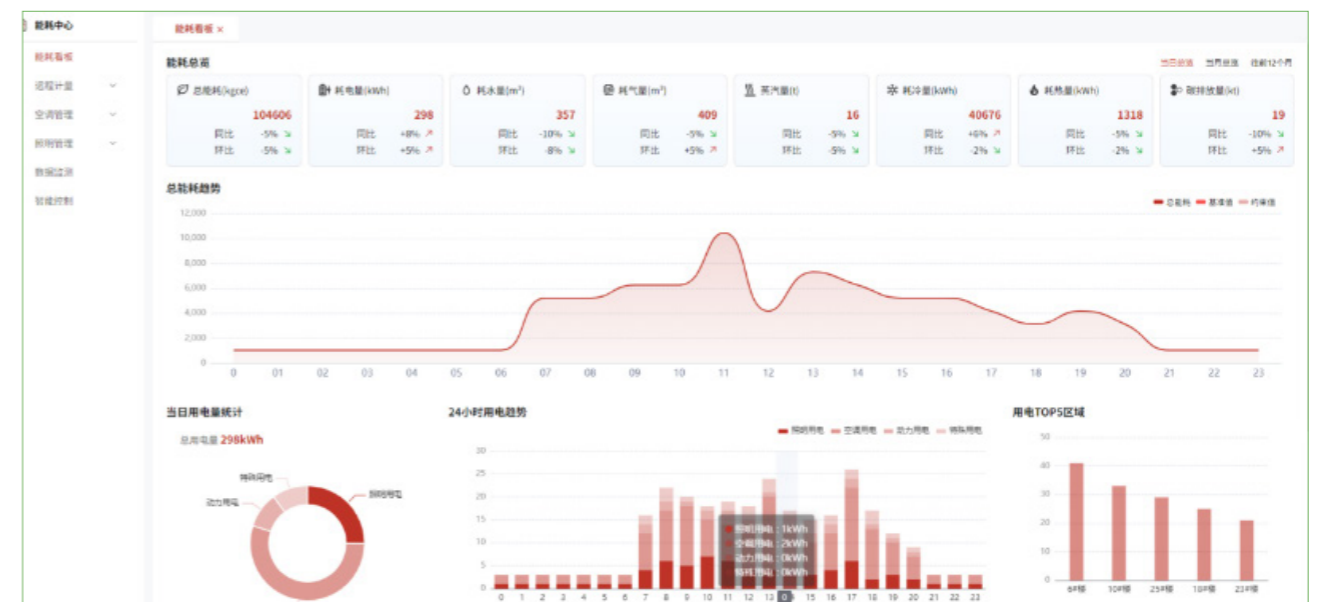 能耗中心
能耗看板 ×
能耗看板
远程计量
空调管理
照明管理
数据监测
智能控制
能耗总览
当日总览 当月总览 往前12个月
总能耗(kgce) 耗电量(kWh) 耗水量(m³) 耗气量(m³) 蒸汽量(t) 耗冷量(kWh) 耗热量(kWh) 碳排放量(kt)
104606 298 357 409 16 40676 1318 19
同比 -5% 同比 +8% 同比 -10% 同比 -5% 同比 -5% 同比 +6% 同比 -5% 同比 -10%
环比 -5% 环比 +5% 环比 -8% 环比 +5% 环比 -5% 环比 -2% 环比 -2% 环比 +5%
总能耗趋势
总能耗 基准值 约束值
12,000
10,000
8,000
6,000
4,000
2,000
0
0 01 02 03 04 05 06 07 08 09 10 11 12 13 14 15 16 17 18 19 20 21 22 23
当日用电量统计
总用电量 298kWh
特殊用电
动力用电
照明用电
24小时用电趋势
照明用电 空调用电 动力用电 特殊用电
30
25
20
15
10
5
0
照明用电 : 1kWh
空调用电 : 2kWh
动力用电 : 0kWh
特殊用电 : 0kWh
0 1 2 3 4 5 6 7 8 9 10 11 12 13 0 15 16 17 18 19 20 21 22 23
用电TOP5区域
50
40
30
20
10
0
6#楼 10#楼 25#楼 18#楼 23#楼